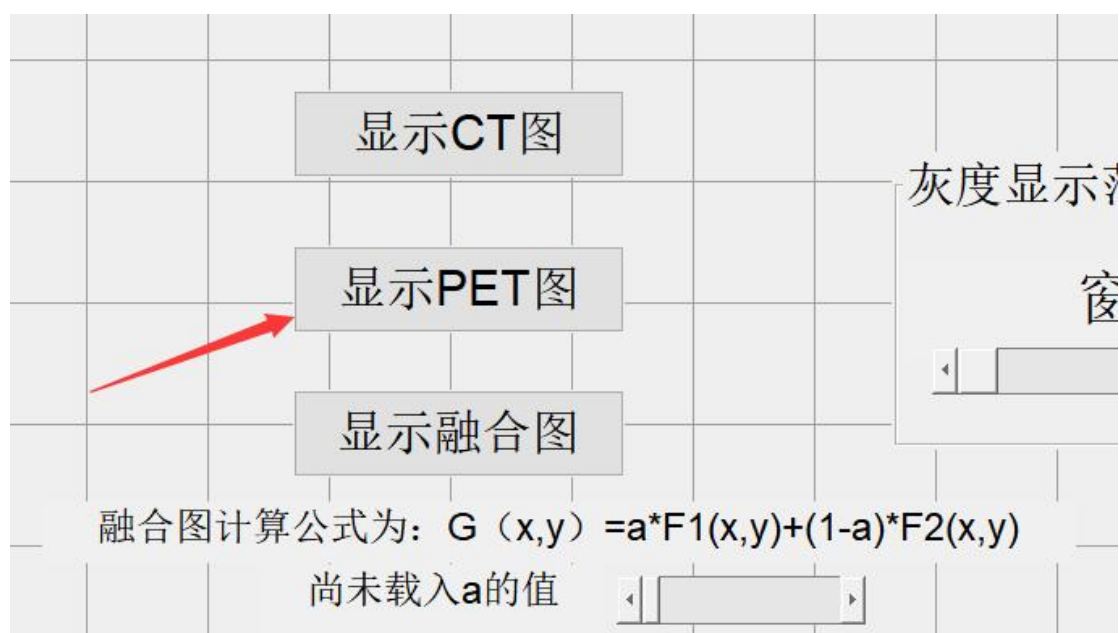 显示CT图
灰度显示范
显示PET图
窗
显示融合图
融合图计算公式为：G（x,y）=a*F1(x,y)+(1-a)*F2(x,y)
尚未载入a的值